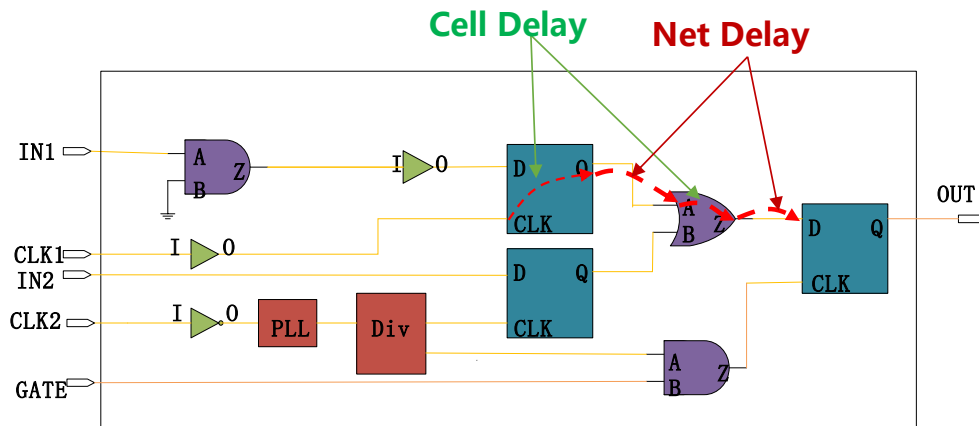 Cell Delay
Net Delay
IN1
A
B
Z
I
O
D
Q
CLK
A
B
Z
OUT
D
Q
CLK
CLK1
I
O
IN2
D
Q
CLK
CLK2
I
O
PLL
Div
A
B
Z
GATE